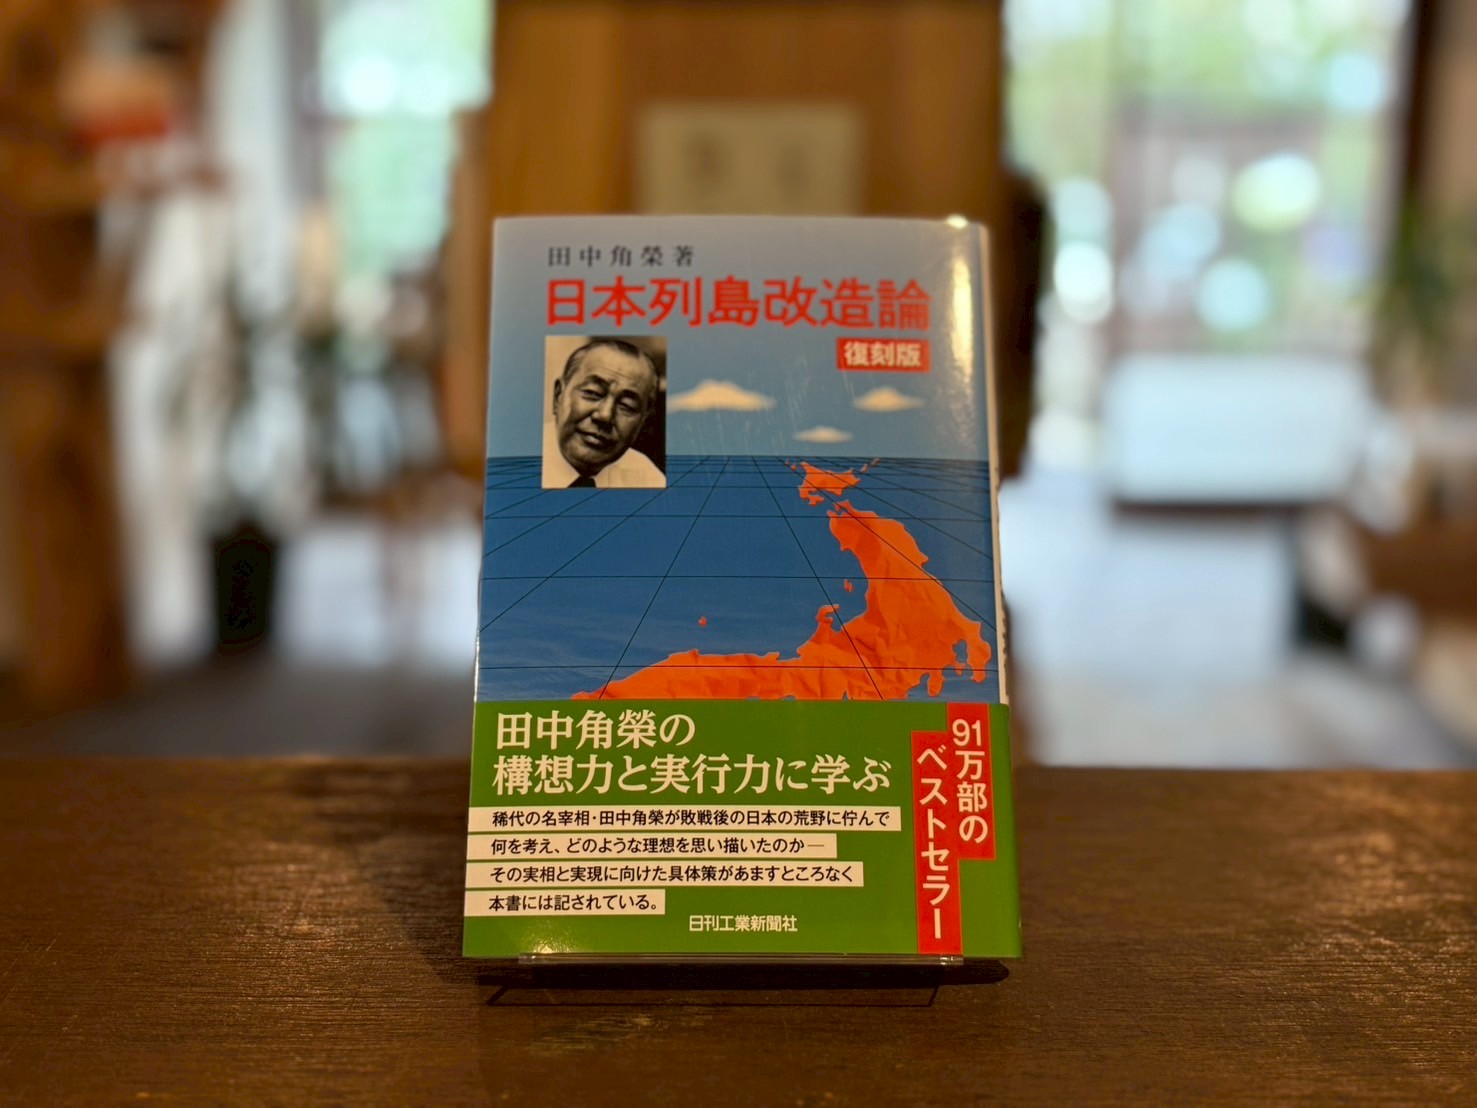 田中角榮著
日本列島改造論
復刻版
田中角榮の
構想力と実行力に学ぶ
91万部の
ベストセラー
稀代の名宰相・田中角榮が敗戦後の日本の荒野に佇んで
何を考え、どのような理想を思い描いたのか―
その実相と実現に向けた具体策があますところなく
本書には記されている。
日刊工業新聞社